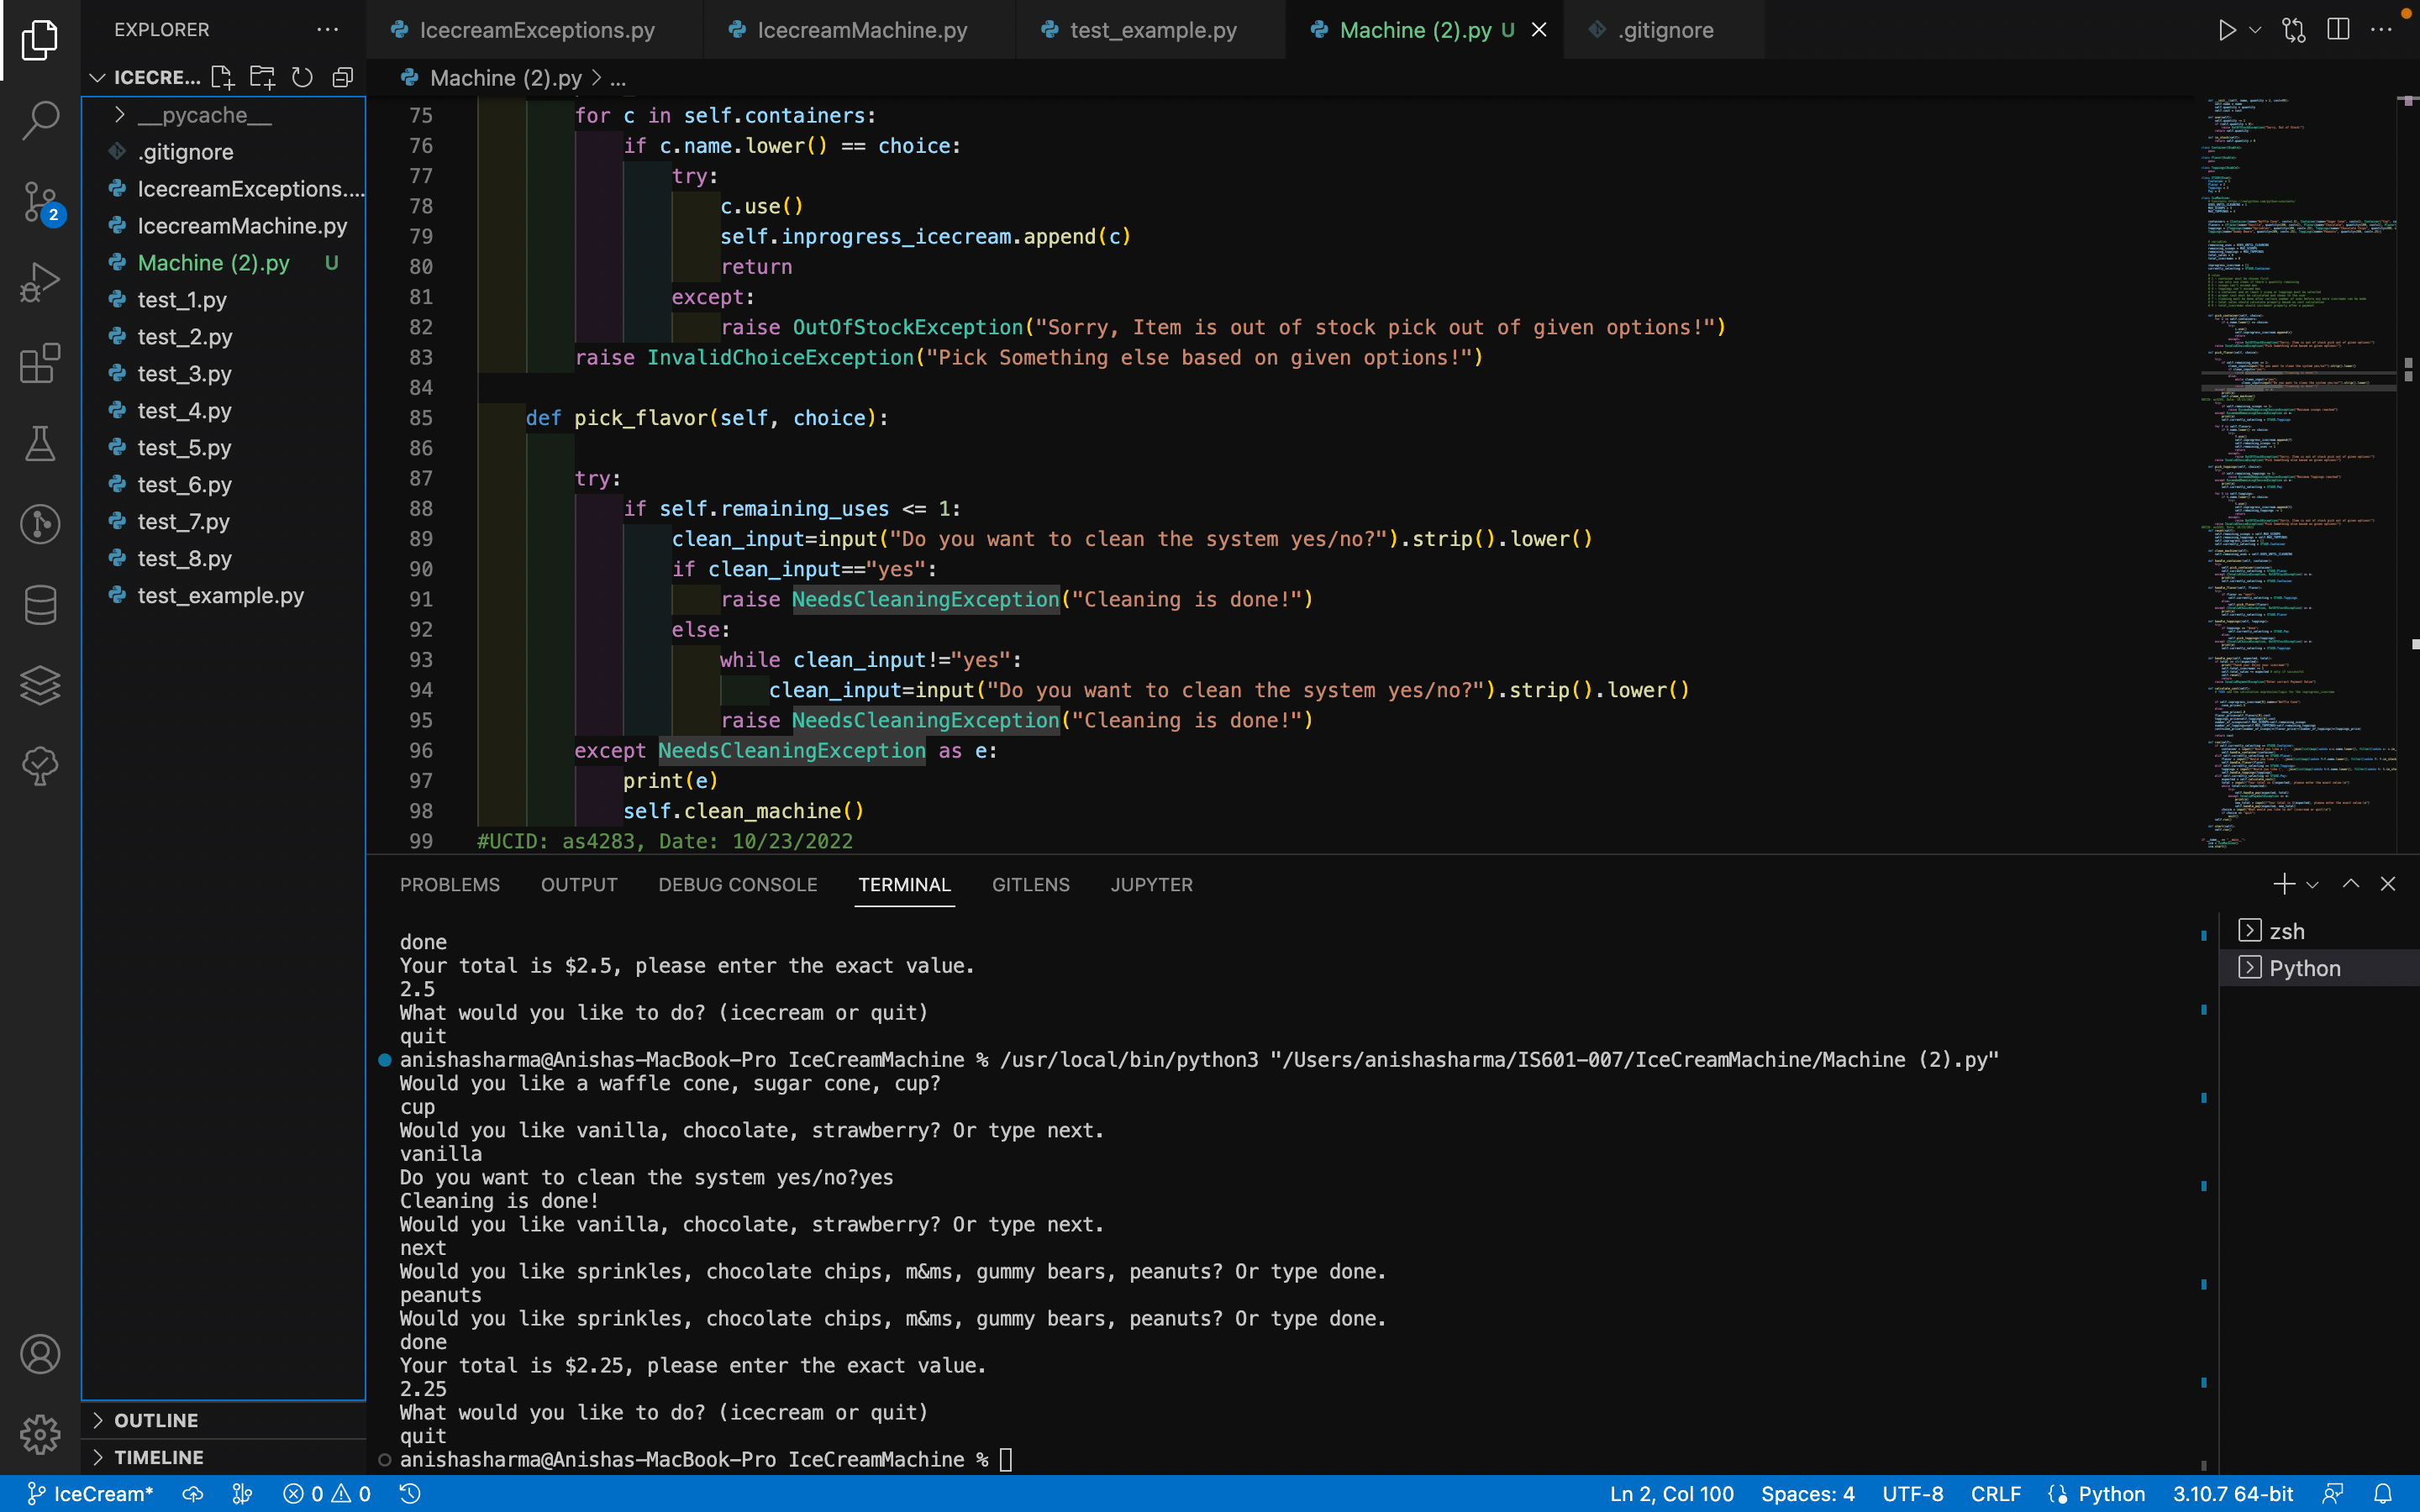 EXPLORER
IcecreamExceptions.py
IcecreamMachine.py
test_example.py
Machine (2).py U
.gitignore
ICECRE...
Machine (2).py > ...
__pycache__
.gitignore
IcecreamExceptions....
IcecreamMachine.py
Machine (2).py U
test_1.py
test_2.py
test_3.py
test_4.py
test_5.py
test_6.py
test_7.py
test_8.py
test_example.py
2
OUTLINE
TIMELINE
75 for c in self.containers:
76 if c.name.lower() == choice:
77 try:
78 c.use()
79 self.inprogress_icecream.append(c)
80 return
81 except:
82 raise OutOfStockException("Sorry, Item is out of stock pick out of given options!")
83 raise InvalidChoiceException("Pick Something else based on given options!")
84
85 def pick_flavor(self, choice):
86
87 try:
88 if self.remaining_uses <= 1:
89 clean_input=input("Do you want to clean the system yes/no?").strip().lower()
90 if clean_input=="yes":
91 raise NeedsCleaningException("Cleaning is done!")
92 else:
93 while clean_input!="yes":
94 clean_input=input("Do you want to clean the system yes/no?").strip().lower()
95 raise NeedsCleaningException("Cleaning is done!")
96 except NeedsCleaningException as e:
97 print(e)
98 self.clean_machine()
99 #UCID: as4283, Date: 10/23/2022
PROBLEMS OUTPUT DEBUG CONSOLE TERMINAL GITLENS JUPYTER
done
Your total is $2.5, please enter the exact value.
2.5
What would you like to do? (icecream or quit)
quit
anishasharma@Anishas-MacBook-Pro IceCreamMachine % /usr/local/bin/python3 "/Users/anishasharma/IS601-007/IceCreamMachine/Machine (2).py"
Would you like a waffle cone, sugar cone, cup?
cup
Would you like vanilla, chocolate, strawberry? Or type next.
vanilla
Do you want to clean the system yes/no?yes
Cleaning is done!
Would you like vanilla, chocolate, strawberry? Or type next.
next
Would you like sprinkles, chocolate chips, m&ms, gummy bears, peanuts? Or type done.
peanuts
Would you like sprinkles, chocolate chips, m&ms, gummy bears, peanuts? Or type done.
done
Your total is $2.25, please enter the exact value.
2.25
What would you like to do? (icecream or quit)
quit
anishasharma@Anishas-MacBook-Pro IceCreamMachine %
zsh
Python
IceCream* 0 0 Ln 2, Col 100 Spaces: 4 UTF-8 CRLF Python 3.10.7 64-bit